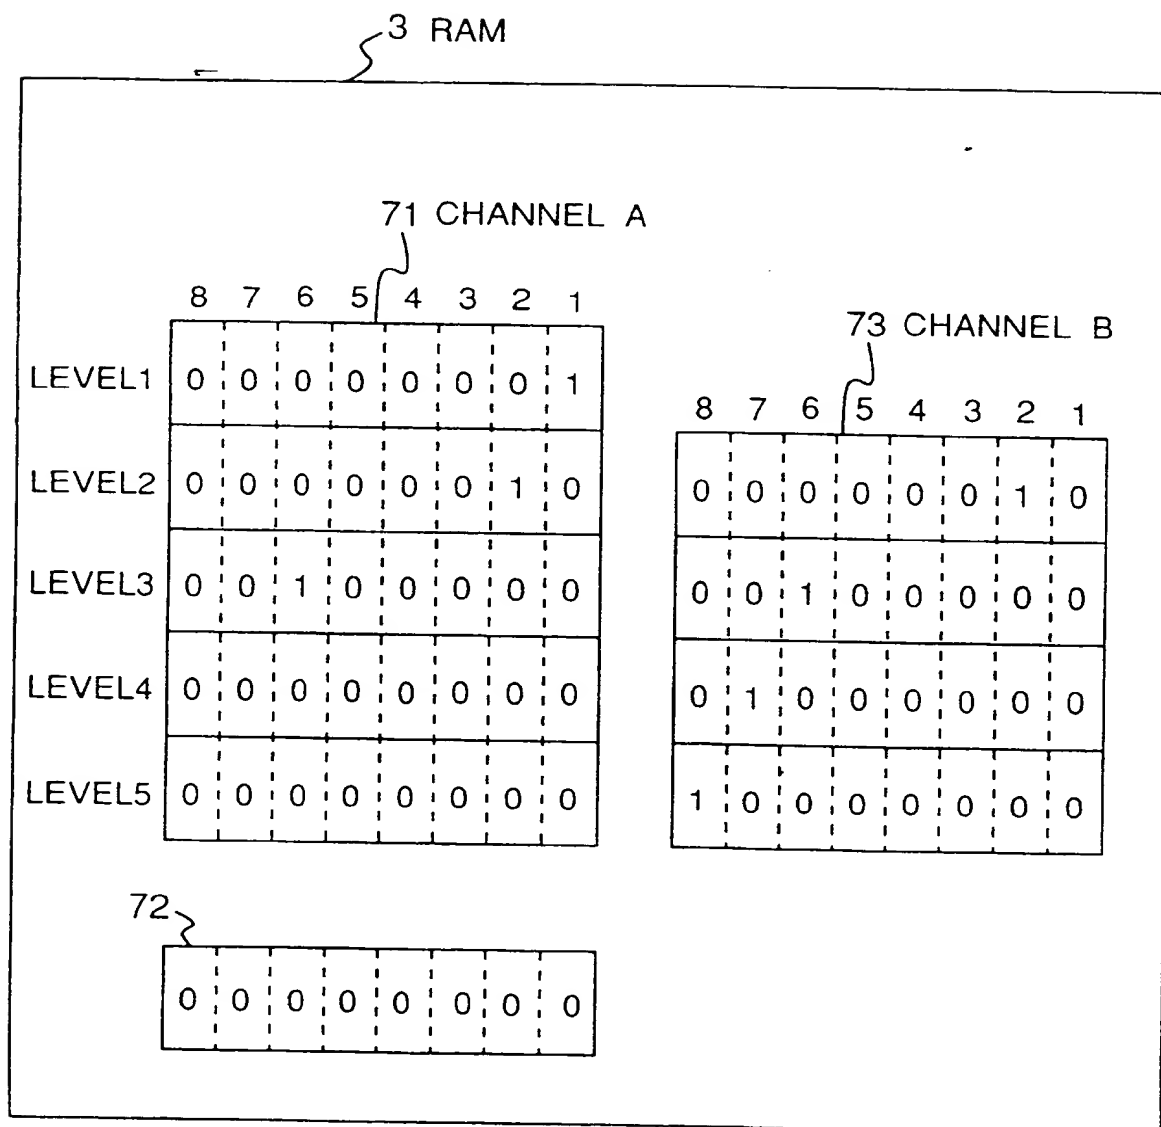 3 RAM
71 CHANNEL A
8 7 6 5 4 3 2 1
LEVEL1 0 0 0 0 0 0 0 1
LEVEL2 0 0 0 0 0 0 1 0
LEVEL3 0 0 1 0 0 0 0 0
LEVEL4 0 0 0 0 0 0 0 0
LEVEL5 0 0 0 0 0 0 0 0
73 CHANNEL B
8 7 6 5 4 3 2 1
0 0 0 0 0 0 1 0
0 0 1 0 0 0 0 0
0 1 0 0 0 0 0 0
1 0 0 0 0 0 0 0
72
0 0 0 0 0 0 0 0